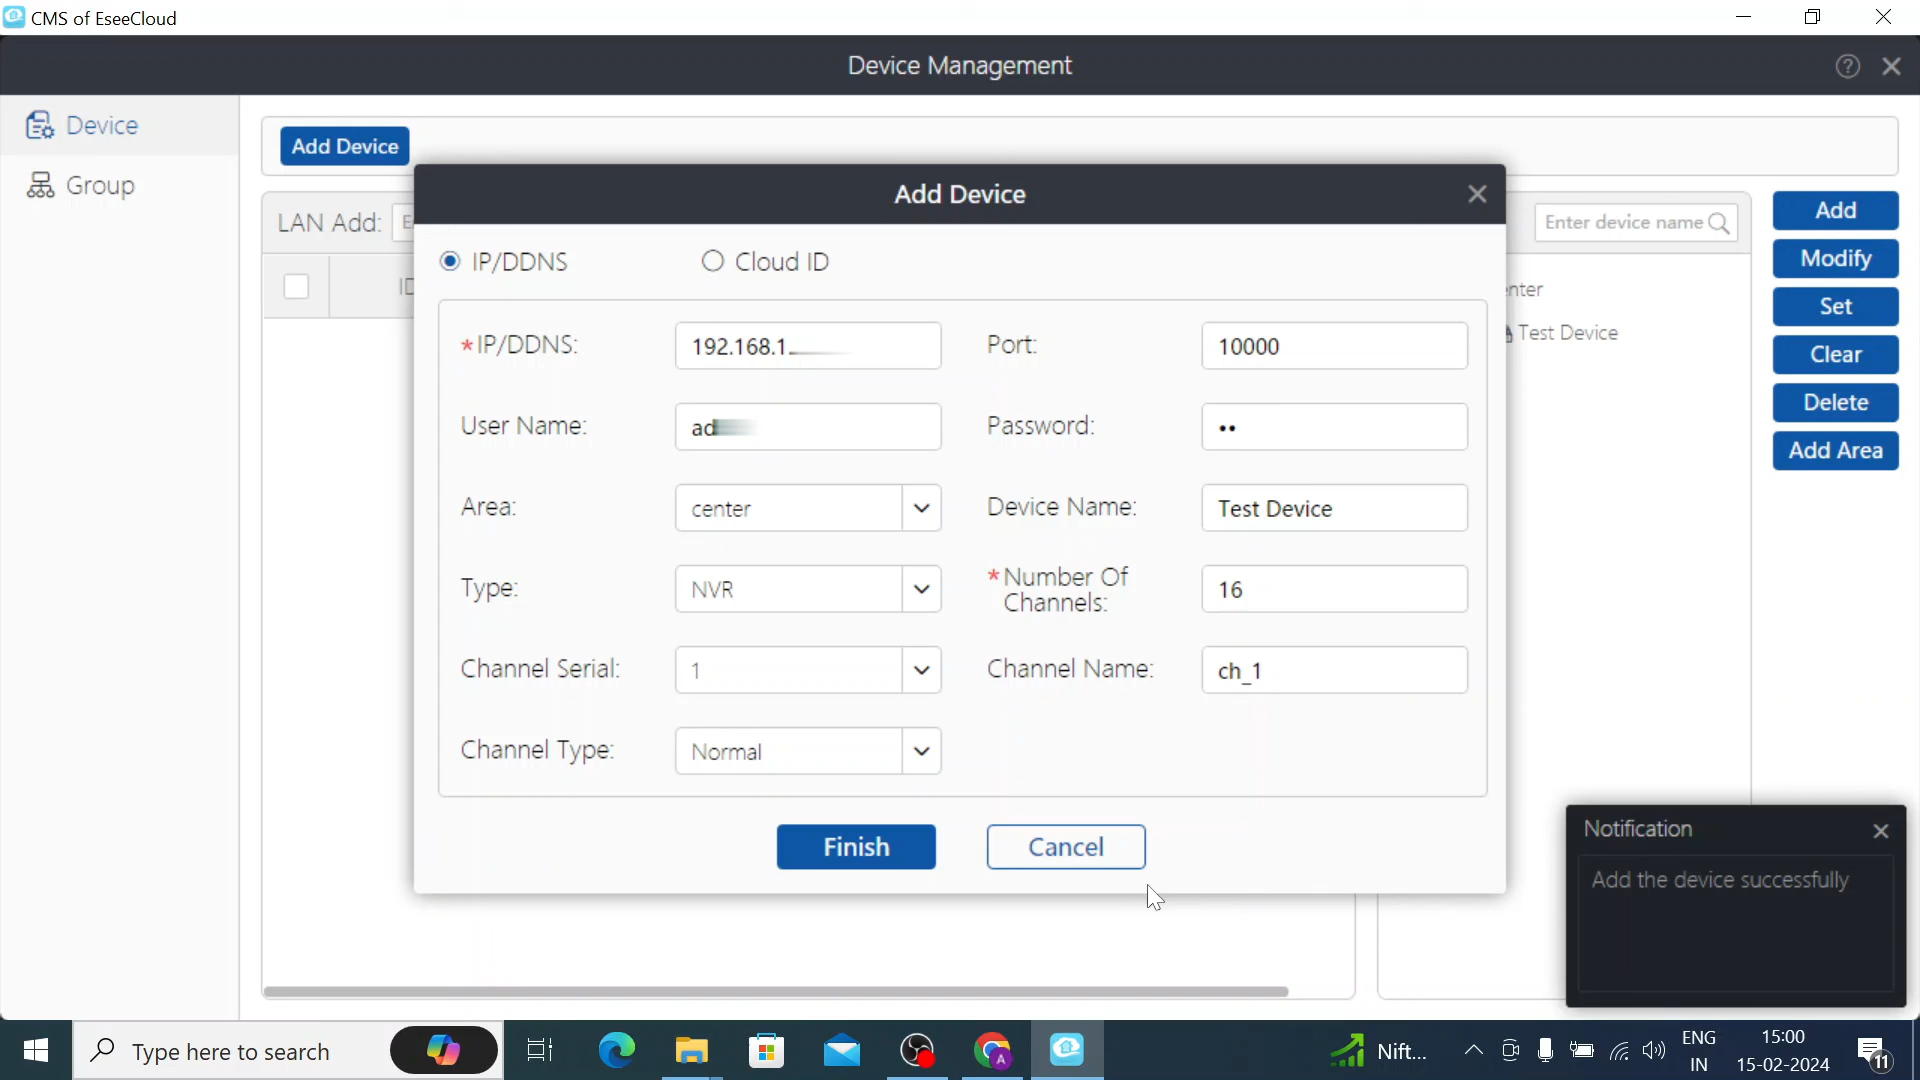 CMS of EseeCloud
Device Management
Device
Group
Add Device
LAN Add:
Add Device
IP/DDNS
Cloud ID
*IP/DDNS:
192.168.1.
Port:
10000
User Name:
ad
Password:
••
Area:
center
Device Name:
Test Device
Type:
NVR
*Number Of
Channels:
16
Channel Serial:
1
Channel Name:
ch_1
Channel Type:
Normal
Finish
Cancel
Enter device name
Test Device
Add
Modify
Set
Clear
Delete
Add Area
Notification
Add the device successfully
Type here to search
A
Nift...
ENG
IN
15:00
15-02-2024
11